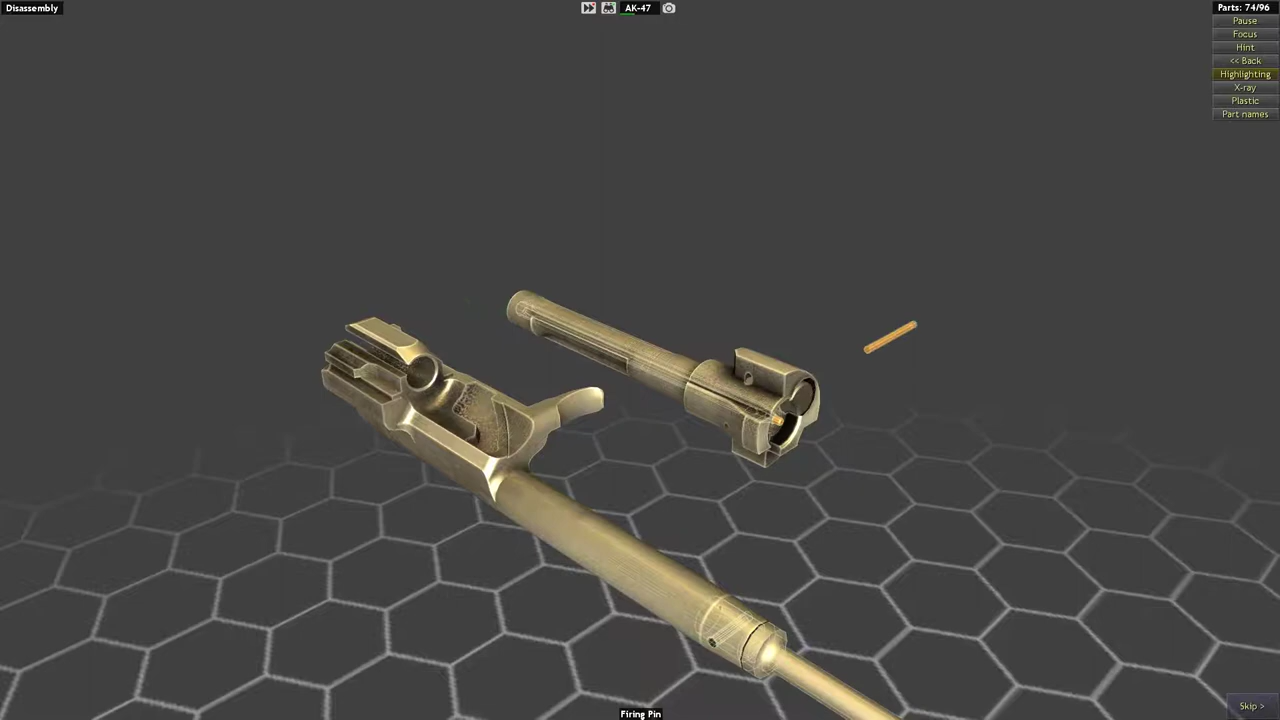 Disassembly
AK-47
Parts: 74/96
Pause
Focus
Hint
<< Back
Highlighting
X-ray
Plastic
Part names
Skip >
Firing Pin